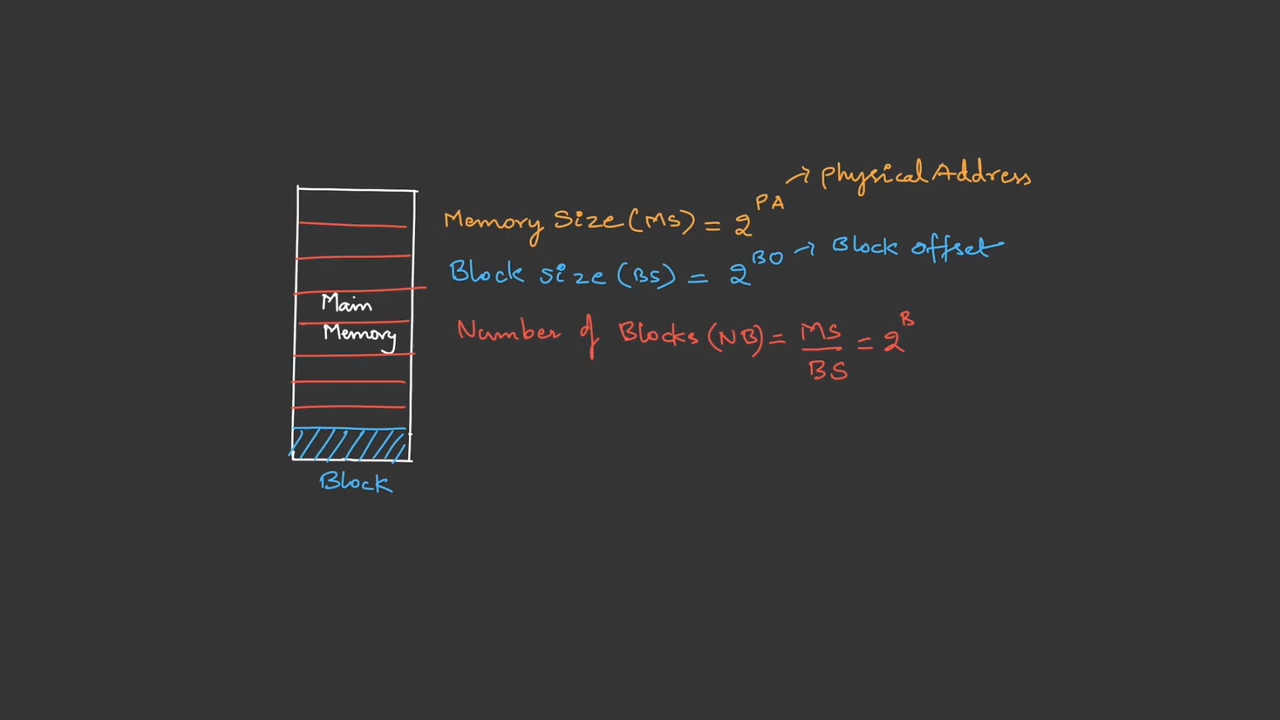 Main
Memory
Block
Memory Size (MS) = 2^PA → Physical Address
Block size (BS) = 2^BO → Block offset
Number of Blocks (NB) = MS/BS = 2^B